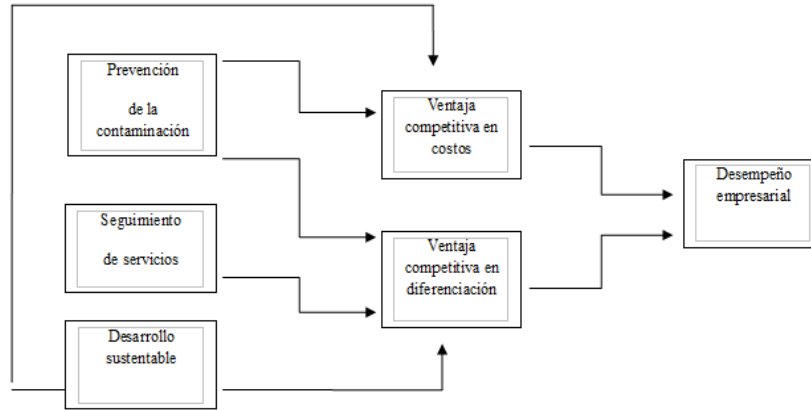 Prevención
de la
contaminación
Ventaja
competitiva en
costos
Desempeño
empresarial
Seguimiento
de servicios
Ventaja
competitiva en
diferenciación
Desarrollo
sustentable